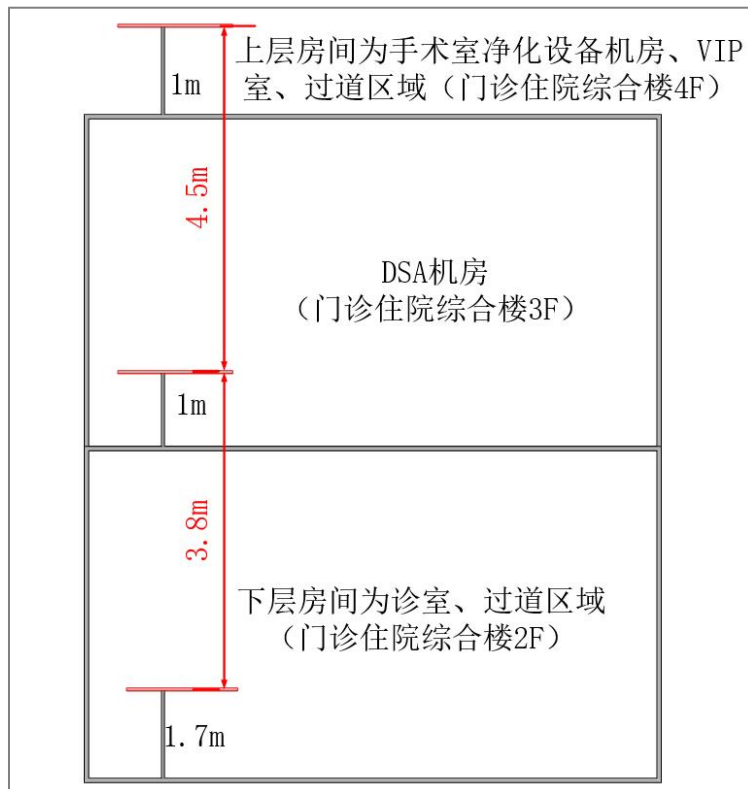 上层房间为手术室净化设备机房、VIP
室、过道区域（门诊住院综合楼4F）
1m
4.5m
DSA机房
（门诊住院综合楼3F）
1m
3.8m
下层房间为诊室、过道区域
（门诊住院综合楼2F）
1.7m